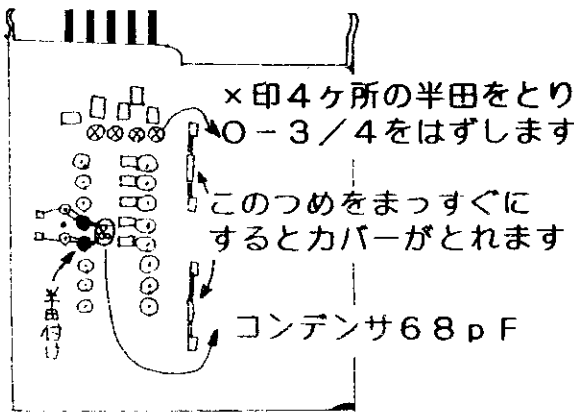 ×印4ヶ所の半田をとり
O-3/4をはずします
このつめをまっすぐに
するとカバーがとれます
半田付け
コンデンサ68pF